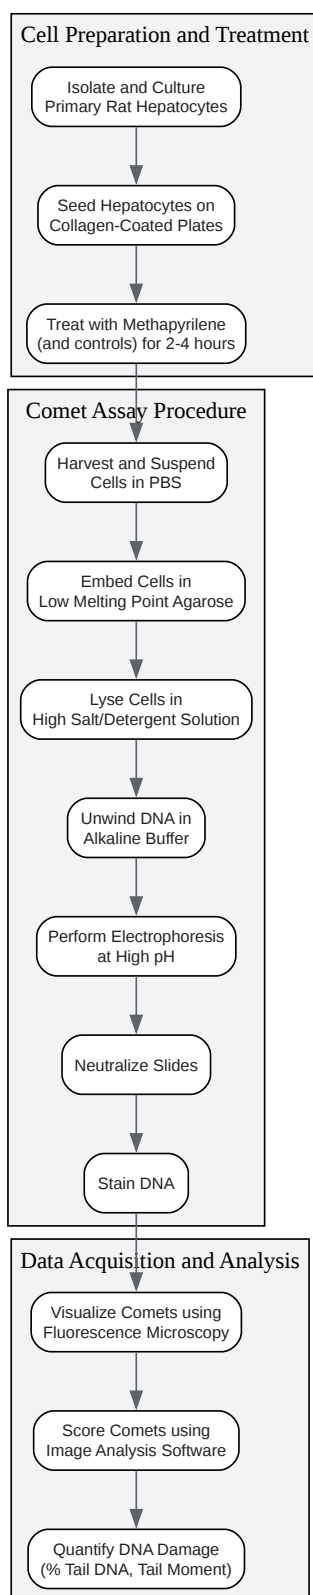 Cell Preparation and Treatment
Isolate and Culture
Primary Rat Hepatocytes
Seed Hepatocytes on
Collagen-Coated Plates
Treat with Methapyrilene
(and controls) for 2-4 hours
Comet Assay Procedure
Harvest and Suspend
Cells in PBS
Embed Cells in
Low Melting Point Agarose
Lyse Cells in
High Salt/Detergent Solution
Unwind DNA in
Alkaline Buffer
Perform Electrophoresis
at High pH
Neutralize Slides
Stain DNA
Data Acquisition and Analysis
Visualize Comets using
Fluorescence Microscopy
Score Comets using
Image Analysis Software
Quantify DNA Damage
(% Tail DNA, Tail Moment)